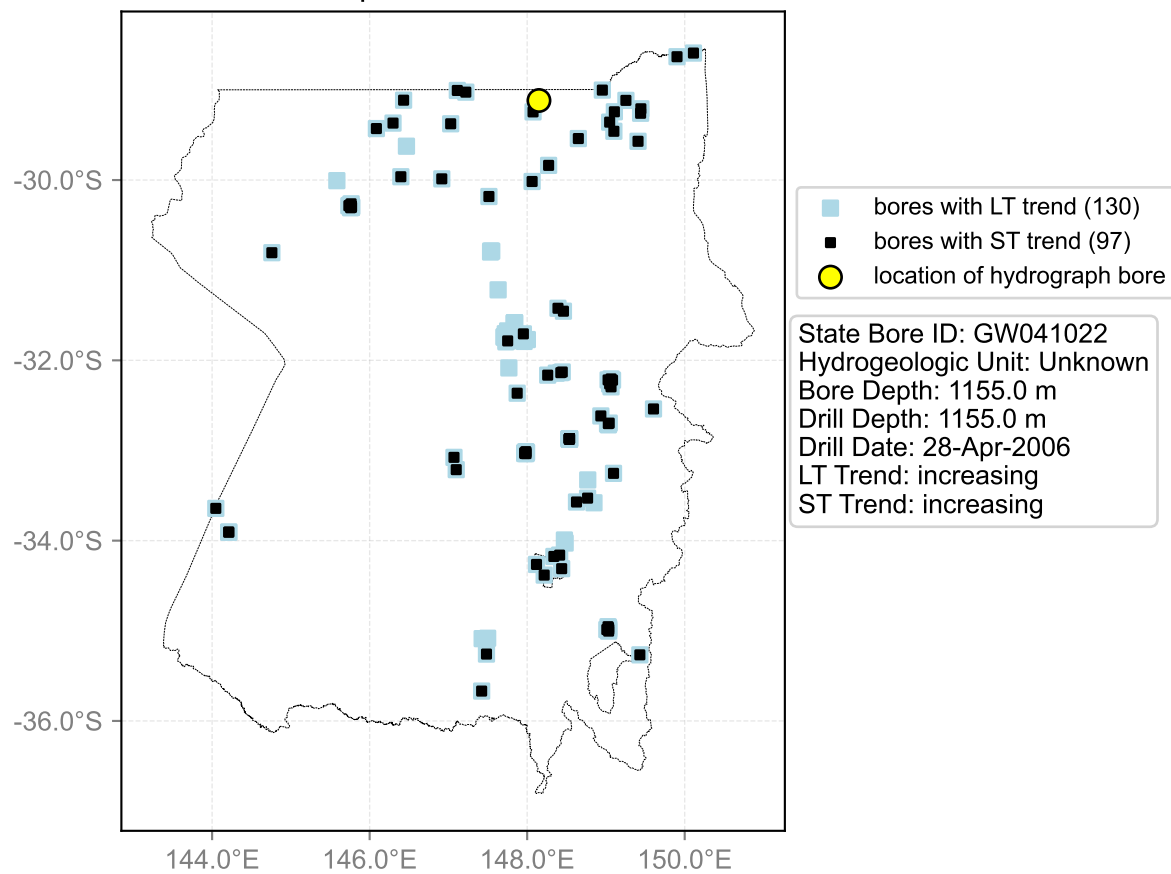 -30.0°S
-32.0°S
-34.0°S
-36.0°S
144.0°E 146.0°E 148.0°E 150.0°E
bores with LT trend (130)
bores with ST trend (97)
location of hydrograph bore
State Bore ID: GW041022
Hydrogeologic Unit: Unknown
Bore Depth: 1155.0 m
Drill Depth: 1155.0 m
Drill Date: 28-Apr-2006
LT Trend: increasing
ST Trend: increasing